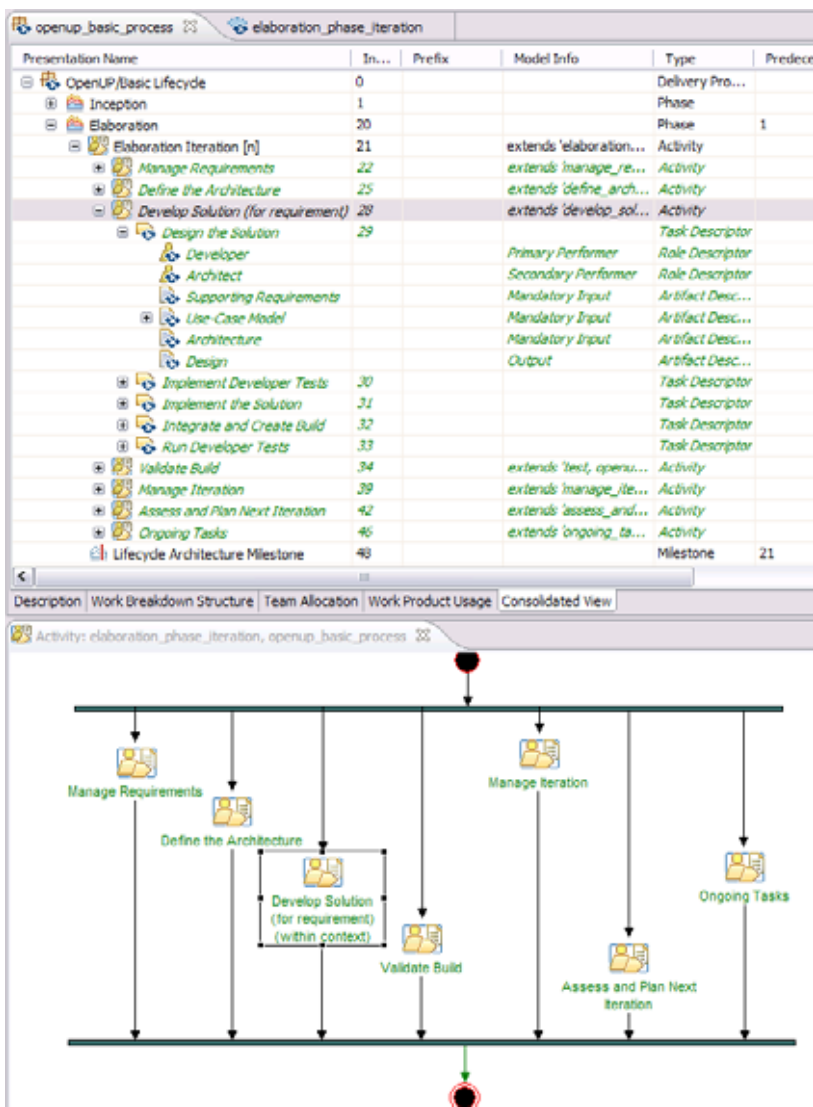 openup_basic_process elaboration_phase_iteration
Presentation Name In... Prefix Model Info Type Predece
OpenUP/Basic Lifecycle 0 Delivery Pro...
Inception 1 Phase
Elaboration 20 Phase 1
Elaboration Iteration [n] 21 extends 'elaboration... Activity
Manage Requirements 22 extends 'manage_re... Activity
Define the Architecture 25 extends 'define_arch... Activity
Develop Solution (for requirement) 28 extends 'develop_sol... Activity
Design the Solution 29 Task Descriptor
Developer Primary Performer Role Descriptor
Architect Secondary Performer Role Descriptor
Supporting Requirements Mandatory Input Artifact Desc...
Use-Case Model Mandatory Input Artifact Desc...
Architecture Mandatory Input Artifact Desc...
Design Output Artifact Desc...
Implement Developer Tests 30 Task Descriptor
Implement the Solution 31 Task Descriptor
Integrate and Create Build 32 Task Descriptor
Run Developer Tests 33 Task Descriptor
Validate Build 34 extends 'test, openu... Activity
Manage Iteration 39 extends 'manage_ite... Activity
Assess and Plan Next Iteration 42 extends 'assess_and... Activity
Ongoing Tasks 46 extends 'ongoing_ta... Activity
Lifecycle Architecture Milestone 48 Milestone 21
Description Work Breakdown Structure Team Allocation Work Product Usage Consolidated View
Activity: elaboration_phase_iteration, openup_basic_process
Manage Requirements
Define the Architecture
Develop Solution
(for requirement)
(within context)
Validate Build
Manage Iteration
Assess and Plan Next
Iteration
Ongoing Tasks